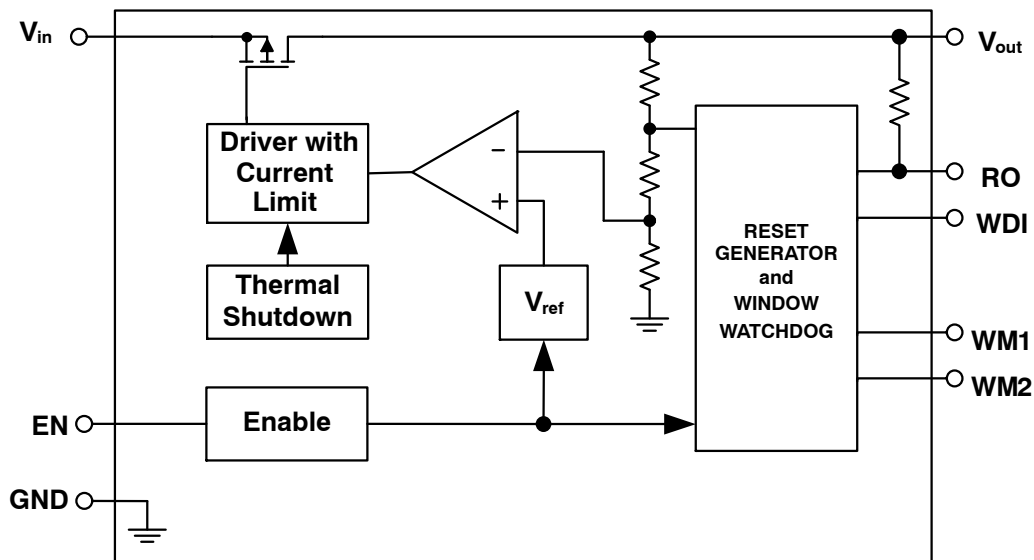 Vin
Vout
Driver with
Current
Limit
−
+
RO
WDI
RESET
GENERATOR
and
WINDOW
WATCHDOG
Thermal
Shutdown
Vref
WM1
WM2
EN
Enable
GND